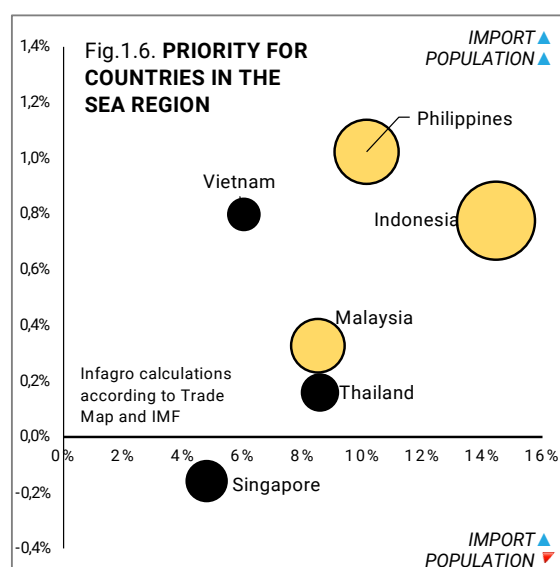 1,4%
Fig.1.6. PRIORITY FOR
COUNTRIES IN THE
SEA REGION
IMPORT ▲
POPULATION ▲
1,2%
Philippines
1,0%
Vietnam
0,8%
Indonesia
0,6%
0,4%
Malaysia
Infagro calculations
according to Trade
Map and IMF
0,2%
Thailand
0,0%
0% 2% 4% 6% 8% 10% 12% 14% 16%
-0,2%
Singapore
-0,4%
IMPORT ▲
POPULATION ▼